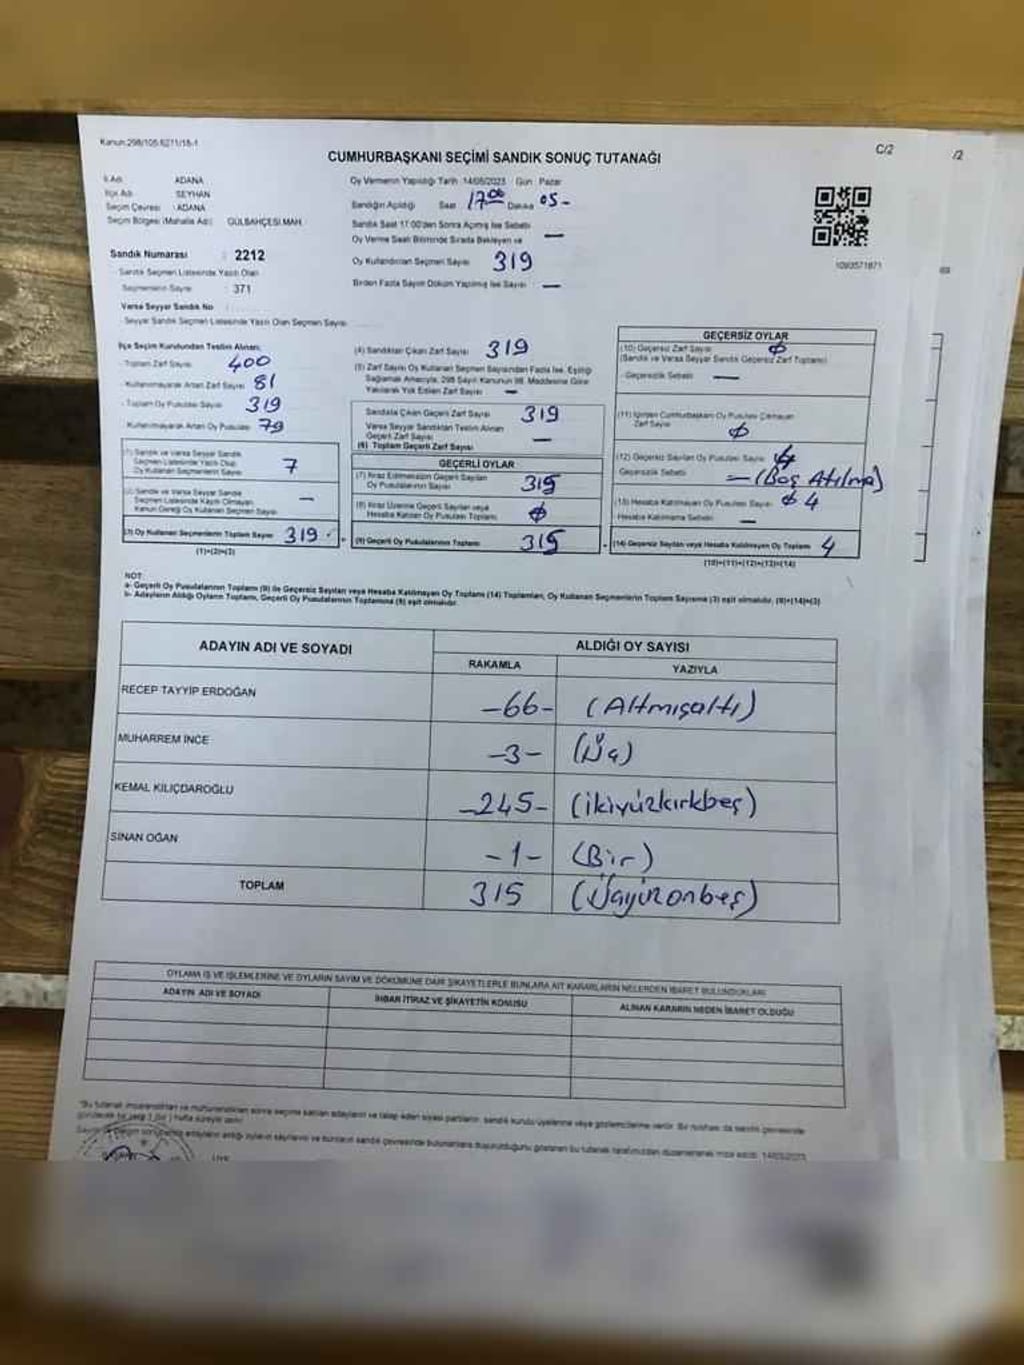 Kanun:298/105 6271/18-1
C/2
/2
CUMHURBAŞKANI SEÇİMİ SANDIK SONUÇ TUTANAĞI
İl Adı ADANA
İlçe Adı SEYHAN
Seçim Çevresi : ADANA
Seçim Bölgesi (Mahalle Adı) GÜLBAHÇESİ MAH.
Sandık Numarası : 2212
Sandık Seçmen Listesinde Yazılı Olan
Seçmenlerin Sayısı : 371
Varsa Seyyar Sandık No
Seyyar Sandık Seçmen Listesinde Yazılı Olan Seçmen Sayısı
Oy Vermenin Yapıldığı Tarih :14/05/2023 Gün : Pazar
Sandığın Açıldığı Saat 17 00 Dakika 05 -
Sandık Saat 17:00'den Sonra Açılmış İse Sebebi
Oy Verme Saati Bitiminde Sırada Bekleyen ve —
Oy Kullandırılan Seçmen Sayısı 319
Birden Fazla Sayım Döküm Yapılmış İse Sayısı —
1093571871
İlçe Seçim Kurulundan Teslim Alınan;
- Toplam Zarf Sayısı 400
- Kullanılmayarak Artan Zarf Sayısı 81
- Toplam Oy Pusulası Sayısı 319
Kullanılmayarak Artan Oy Pusulası 79
(1) Sandık ve Varsa Seyyar Sandık
Seçmen Listesinde Yazılı Olup
Oy Kullanan Seçmenlerin Sayısı 7
(2) Sandık ve Varsa Seyyar Sandık
Seçmen Listesinde Kaydı Olmayan
Kanun Gereği Oy Kullanan Seçmen Sayısı —
(3) Oy Kullanan Seçmenlerin Toplam Sayısı 319
(1)+(2)=(3)
(4) Sandıktan Çıkan Zarf Sayısı 319
(5) Zarf Sayısı Oy Kullanan Seçmen Sayısından Fazla İse, Eşitliği
Sağlamak Amacıyla, 298 Sayılı Kanunun 98. Maddesine Göre
Yakılarak Yok Edilen Zarf Sayısı —
Sandıkta Çıkan Geçerli Zarf Sayısı 319
Varsa Seyyar Sandıktan Teslim Alınan
Geçerli Zarf Sayısı —
(6) Toplam Geçerli Zarf Sayısı
GEÇERLİ OYLAR
(7) İtiraz Edilmeksizin Geçerli Sayılan
Oy Pusulalarının Sayısı 315
(8) İtiraz Üzerine Geçerli Sayılan veya
Hesaba Katılan Oy Pusulası Toplamı ∅
(9) Geçerli Oy Pusulalarının Toplamı 315
GEÇERSİZ OYLAR
(10) Geçersiz Zarf Sayısı ∅
(Sandık ve Varsa Seyyar Sandık Geçersiz Zarf Toplamı)
- Geçersizlik Sebebi —
(11) İçinden Cumhurbaşkanı Oy Pusulası Çıkmayan
Zarf Sayısı ∅
(12) Geçersiz Sayılan Oy Pusulası Sayısı
Geçersizlik Sebebi — (Boş Atılma)
(13) Hesaba Katılmayan Oy Pusulası Sayısı ∅ 4
Hesaba Katılmama Sebebi —
(14) Geçersiz Sayılan veya Hesaba Katılmayan Oy Toplamı 4
(10)+(11)+(12)+(13)=(14)
NOT:
a- Geçerli Oy Pusulalarının Toplamı (9) ile Geçersiz Sayılan veya Hesaba Katılmayan Oy Toplamı (14) Toplamları, Oy Kullanan Seçmenlerin Toplam Sayısına (3) eşit olmalıdır, (9)+(14)=(3)
b- Adayların Aldığı Oyların Toplamı, Geçerli Oy Pusulalarının Toplamına (9) eşit olmalıdır.
ADAYIN ADI VE SOYADI ALDIĞI OY SAYISI
RAKAMLA YAZIYLA
RECEP TAYYİP ERDOĞAN -66- (Altmışaltı)
MUHARREM İNCE -3- (Üç)
KEMAL KILIÇDAROĞLU -245- (ikiyüzkırkbeş)
SİNAN OĞAN -1- (Bir)
TOPLAM 315 (Üçyüzonbeş)
OYLAMA İŞ VE İŞLEMLERİNE VE OYLARIN SAYIM VE DÖKÜMÜNE DAİR ŞİKAYETLERLE BUNLARA AİT KARARLARIN NELERDEN İBARET BULUNDUKLARI
ADAYIN ADI VE SOYADI İHBAR İTİRAZ VE ŞİKAYETİN KONUSU ALINAN KARARIN NEDEN İBARET OLDUĞU